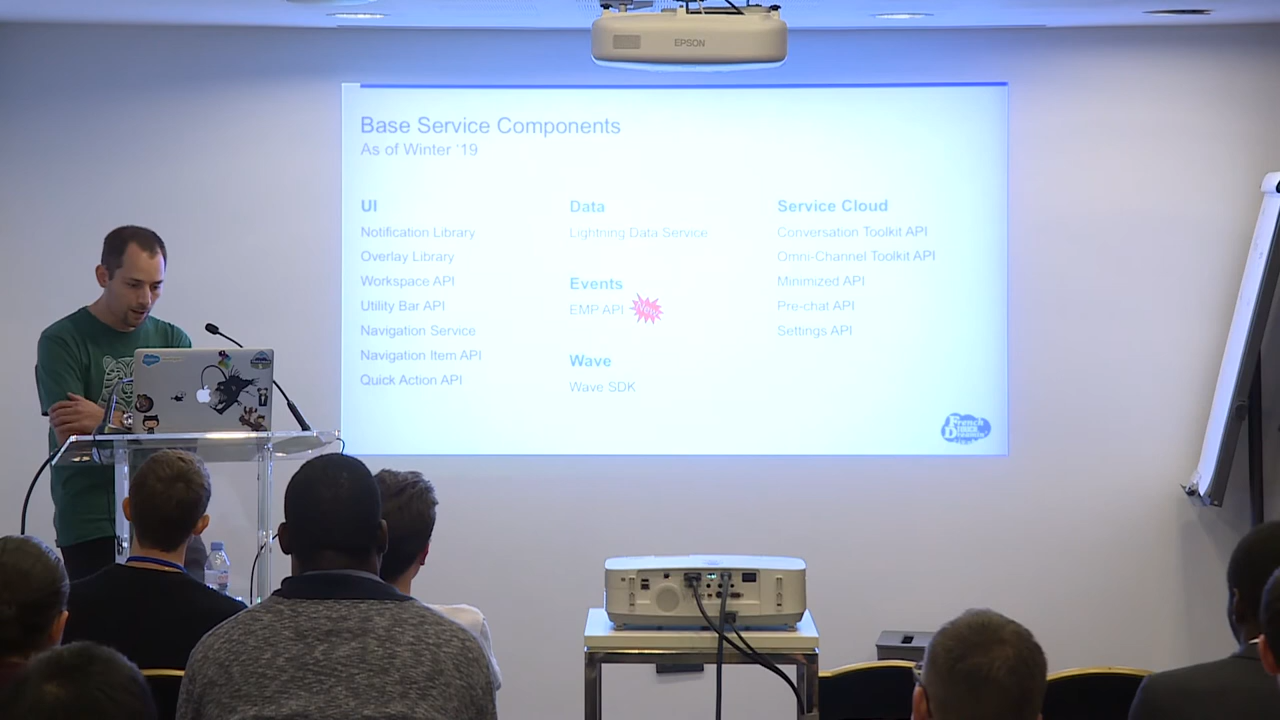 EPSON
Base Service Components
As of Winter ‘19
UI
Notification Library
Overlay Library
Workspace API
Utility Bar API
Navigation Service
Navigation Item API
Quick Action API
Data
Lightning Data Service
Events
EMP API
New
Wave
Wave SDK
Service Cloud
Conversation Toolkit API
Omni-Channel Toolkit API
Minimized API
Pre-chat API
Settings API
French